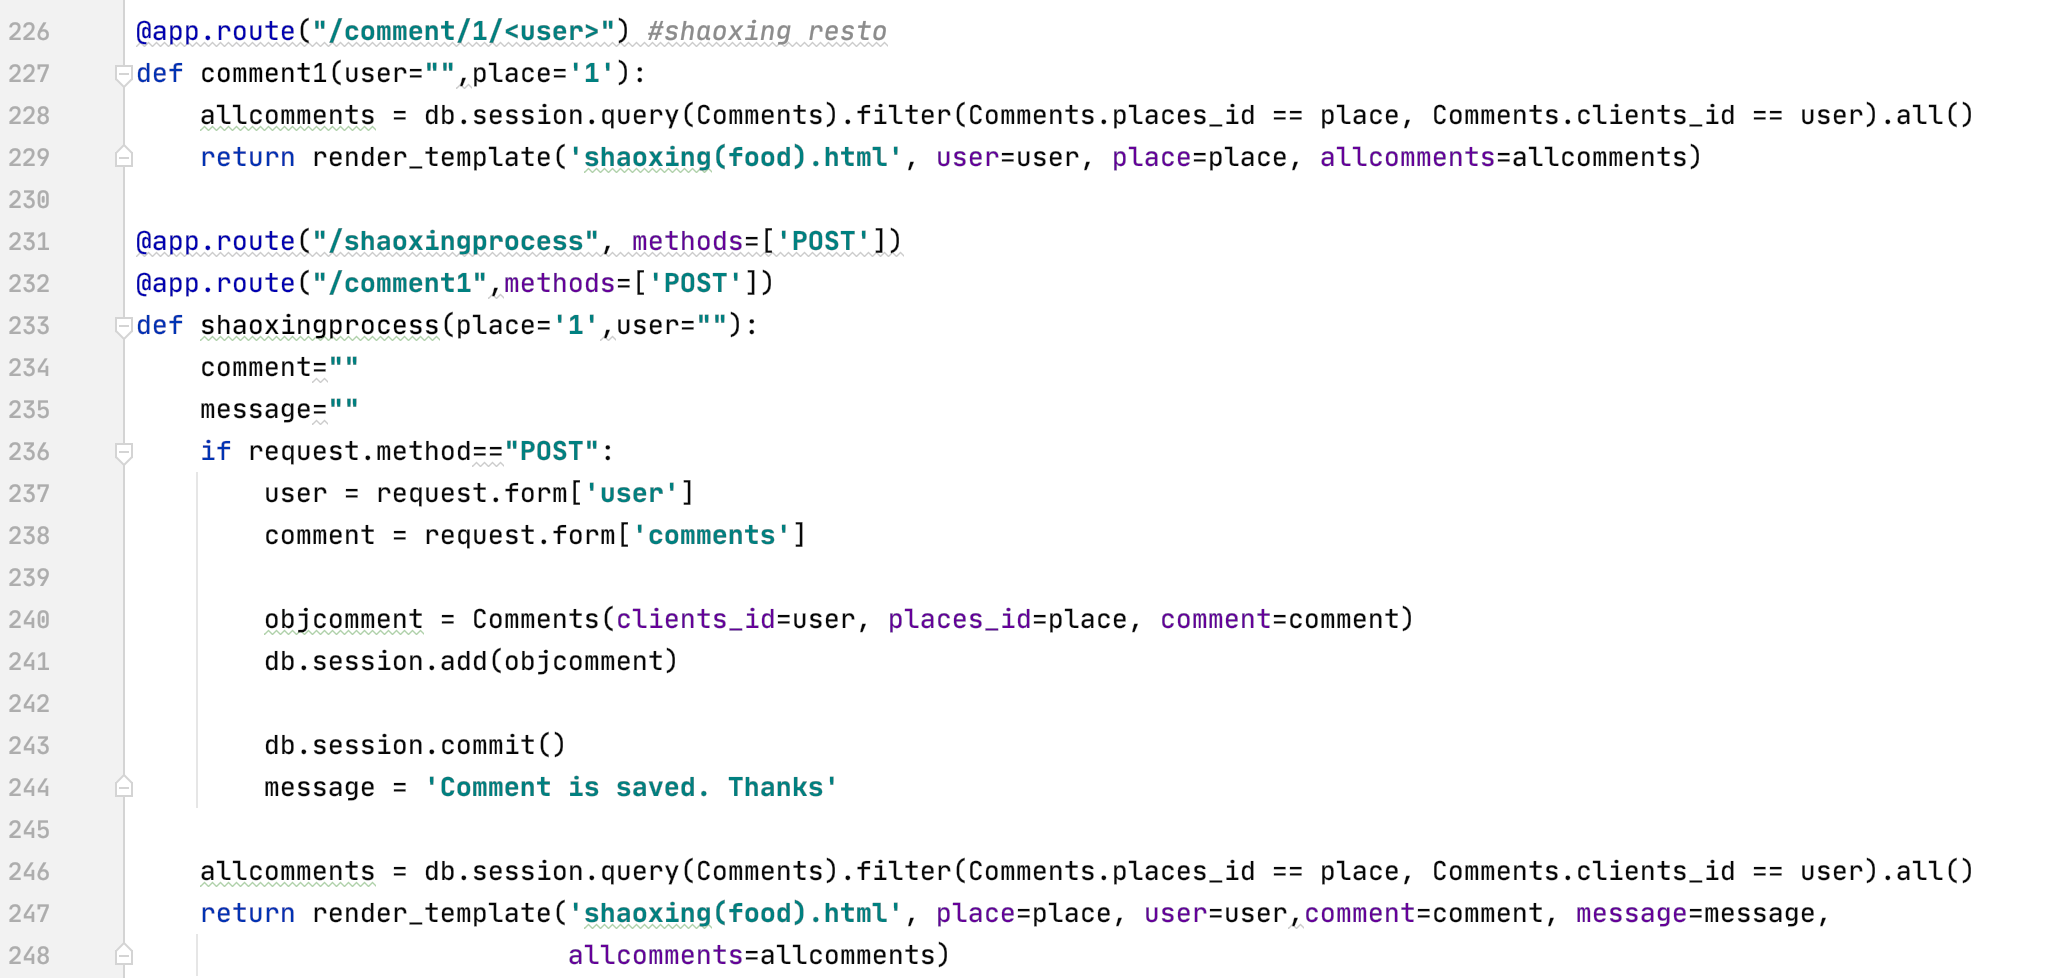 226 @app.route("/comment/1/<user>") #shaoxing resto
227 def comment1(user="",place='1'):
228     allcomments = db.session.query(Comments).filter(Comments.places_id == place, Comments.clients_id == user).all()
229     return render_template('shaoxing(food).html', user=user, place=place, allcomments=allcomments)
230
231 @app.route("/shaoxingprocess", methods=['POST'])
232 @app.route("/comment1",methods=['POST'])
233 def shaoxingprocess(place='1',user=""):
234     comment=""
235     message=""
236     if request.method=="POST":
237         user = request.form['user']
238         comment = request.form['comments']
239
240         objcomment = Comments(clients_id=user, places_id=place, comment=comment)
241         db.session.add(objcomment)
242
243         db.session.commit()
244         message = 'Comment is saved. Thanks'
245
246     allcomments = db.session.query(Comments).filter(Comments.places_id == place, Comments.clients_id == user).all()
247     return render_template('shaoxing(food).html', place=place, user=user,comment=comment, message=message,
248                            allcomments=allcomments)